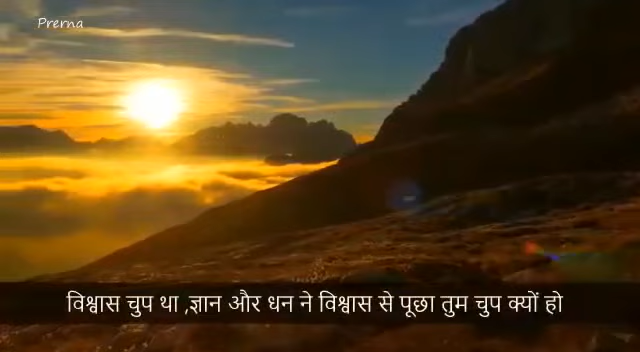 Prerna
विश्वास चुप था ,ज्ञान और धन ने विश्वास से पूछा तुम चुप क्यों हो